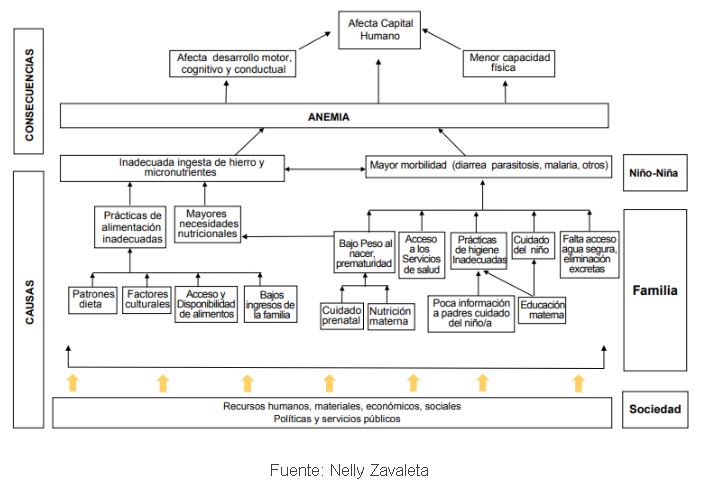 Afecta Capital
Humano
Afecta desarrollo motor,
cognitivo y conductual
Menor capacidad
física
CONSECUENCIAS
ANEMIA
Inadecuada ingesta de hierro y
micronutrientes
Mayor morbilidad (diarrea parasitosis, malaria, otros)
Niño-Niña
CAUSAS
Prácticas de
alimentación
inadecuadas
Mayores
necesidades
nutricionales
Bajo Peso al
nacer,
prematuridad
Acceso
a los
Servicios
de salud
Prácticas
de higiene
Inadecuadas
Cuidado
del niño
Falta acceso
agua segura,
eliminación
excretas
Familia
Patrones
dieta
Factores
culturales
Acceso y
Disponibilidad
de alimentos
Bajos
ingresos de
la familia
Cuidado
prenatal
Nutrición
materna
Poca información
a padres cuidado
del niño/a
Educación
materna
Recursos humanos, materiales, económicos, sociales
Políticas y servicios públicos
Sociedad
Fuente: Nelly Zavaleta